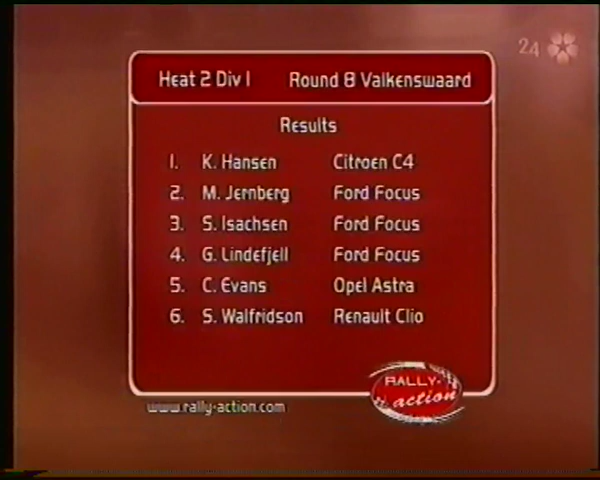 24
Heat 2 Div 1 Round 8 Valkenswaard
Results
1. K. Hansen Citroen C4
2. M. Jernberg Ford Focus
3. S. Isachsen Ford Focus
4. G. Lindefjell Ford Focus
5. C. Evans Opel Astra
6. S. Walfridson Renault Clio
RALLY-
action
www.rally-action.com